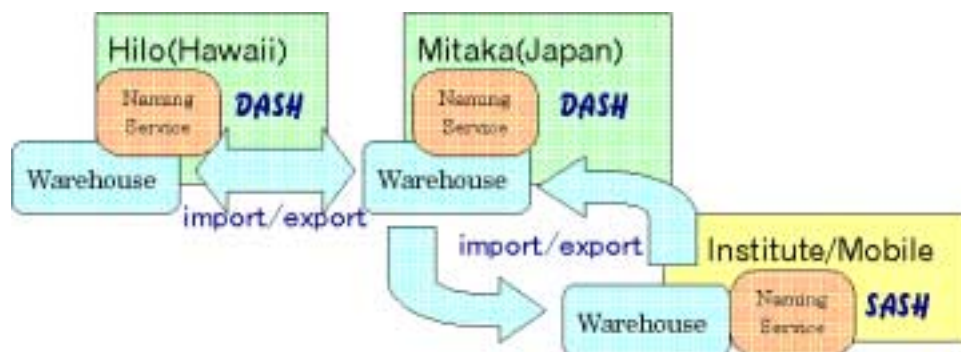 Hilo(Hawaii)
Naming
Service
DASH
Warehouse
import/export
Mitaka(Japan)
Naming
Service
DASH
Warehouse
import/export
Institute/Mobile
Warehouse
Naming
Service
SASH